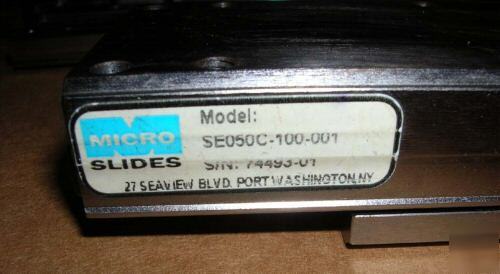 MICRO
SLIDES
Model:
SE050C-100-001
S/N: 74493-01
27 SEAVIEW BLVD. PORT WASHINGTON, NY